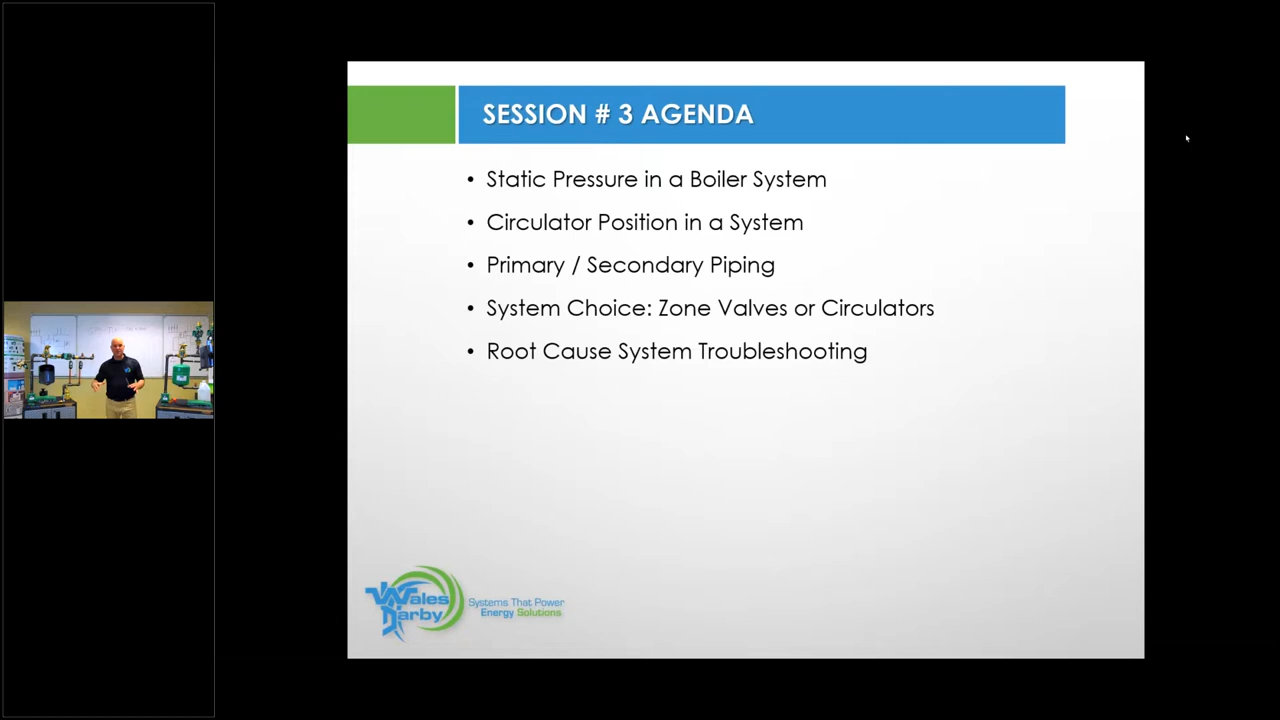 SESSION # 3 AGENDA
• Static Pressure in a Boiler System
• Circulator Position in a System
• Primary / Secondary Piping
• System Choice: Zone Valves or Circulators
• Root Cause System Troubleshooting
Wales
Darby
Systems That Power
Energy Solutions